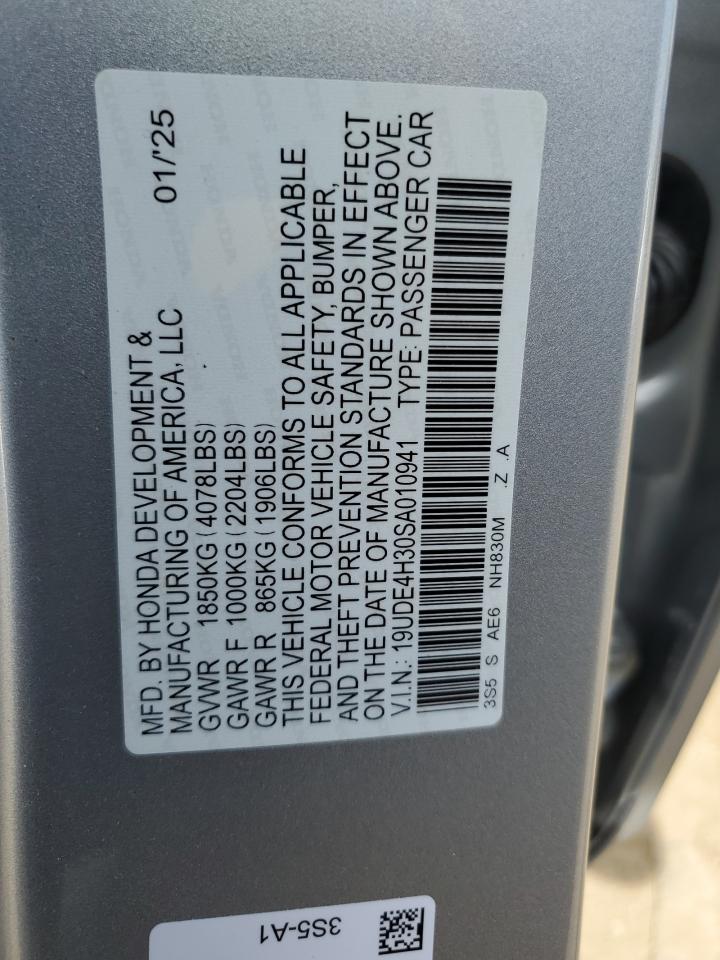 MFD. BY HONDA DEVELOPMENT &
MANUFACTURING OF AMERICA, LLC 01/'25
GVWR 1850KG (4078LBS)
GAWR F 1000KG (2204LBS)
GAWR R 865KG (1906LBS)
THIS VEHICLE CONFORMS TO ALL APPLICABLE
FEDERAL MOTOR VEHICLE SAFETY, BUMPER,
AND THEFT PREVENTION STANDARDS IN EFFECT
ON THE DATE OF MANUFACTURE SHOWN ABOVE.
V.I.N.: 19UDE4H30SA010941 TYPE: PASSENGER CAR
3S5 S AE6 NH830M .Z .A
3S5-A1